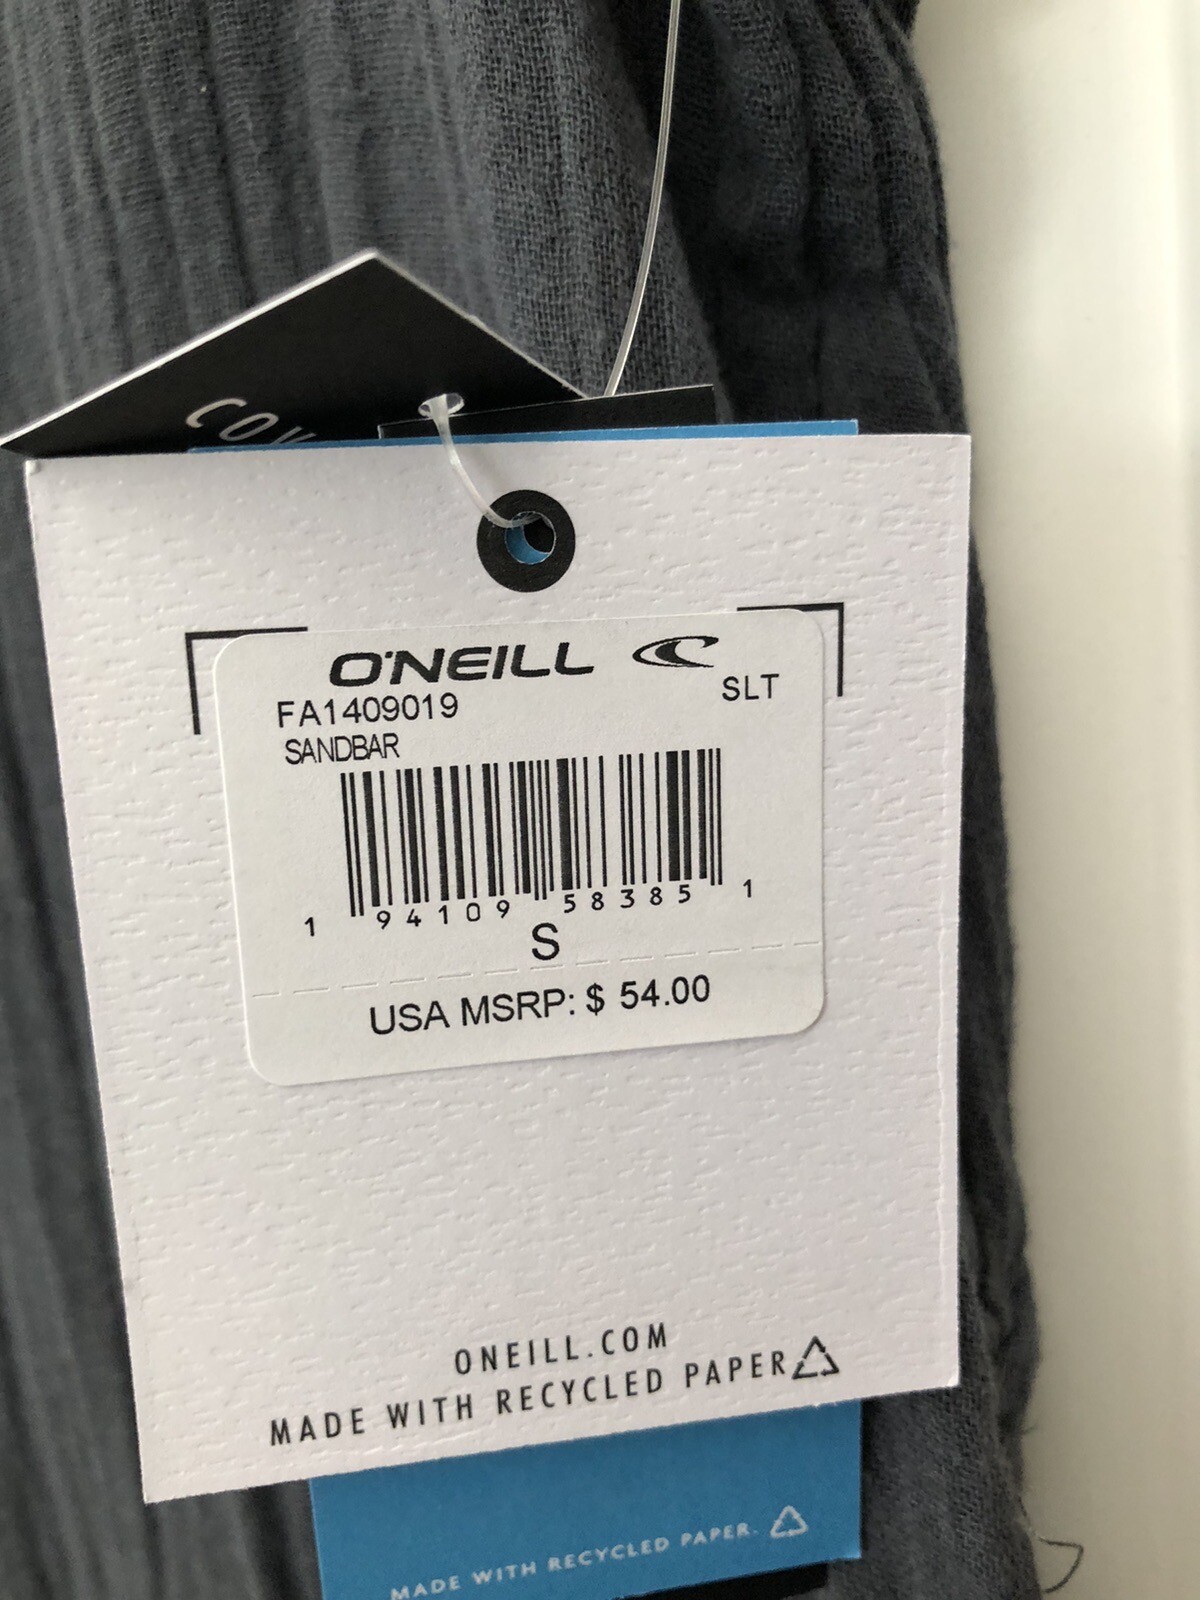 COV
O'NEILL
FA1409019 SLT
SANDBAR
1 94109 58385 1
S
USA MSRP: $ 54.00
ONEILL.COM
MADE WITH RECYCLED PAPER
MADE WITH RECYCLED PAPER.